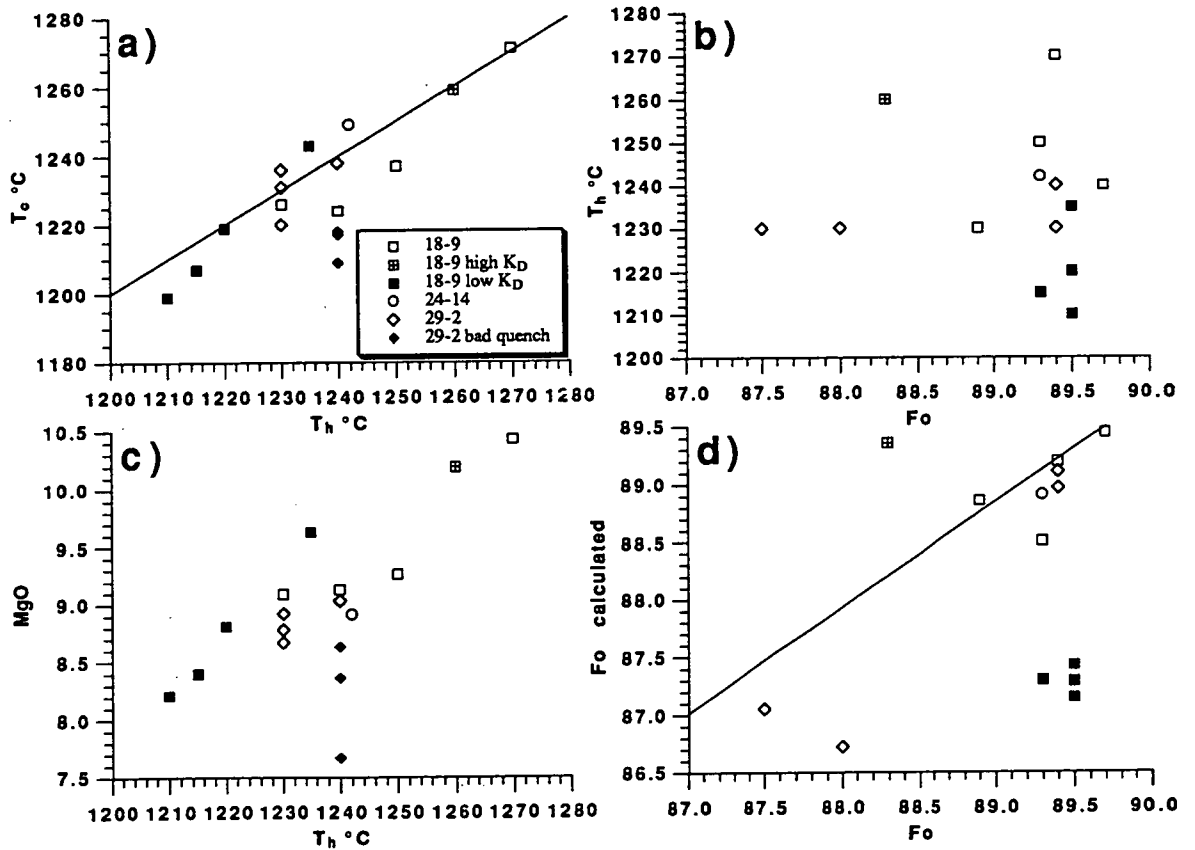 a)
1280
1260
1240
1220
1200
1180
T_c °C
1200 1210 1220 1230 1240 1250 1260 1270 1280
T_h °C
18-9
18-9 high K_D
18-9 low K_D
24-14
29-2
29-2 bad quench
b)
1280
1270
1260
1250
1240
1230
1220
1210
1200
T_h °C
87.0 87.5 88.0 88.5 89.0 89.5 90.0
Fo
c)
10.5
10.0
9.5
9.0
8.5
8.0
7.5
MgO
1200 1210 1220 1230 1240 1250 1260 1270 1280
T_h °C
d)
89.5
89.0
88.5
88.0
87.5
87.0
86.5
Fo calculated
87.0 87.5 88.0 88.5 89.0 89.5 90.0
Fo